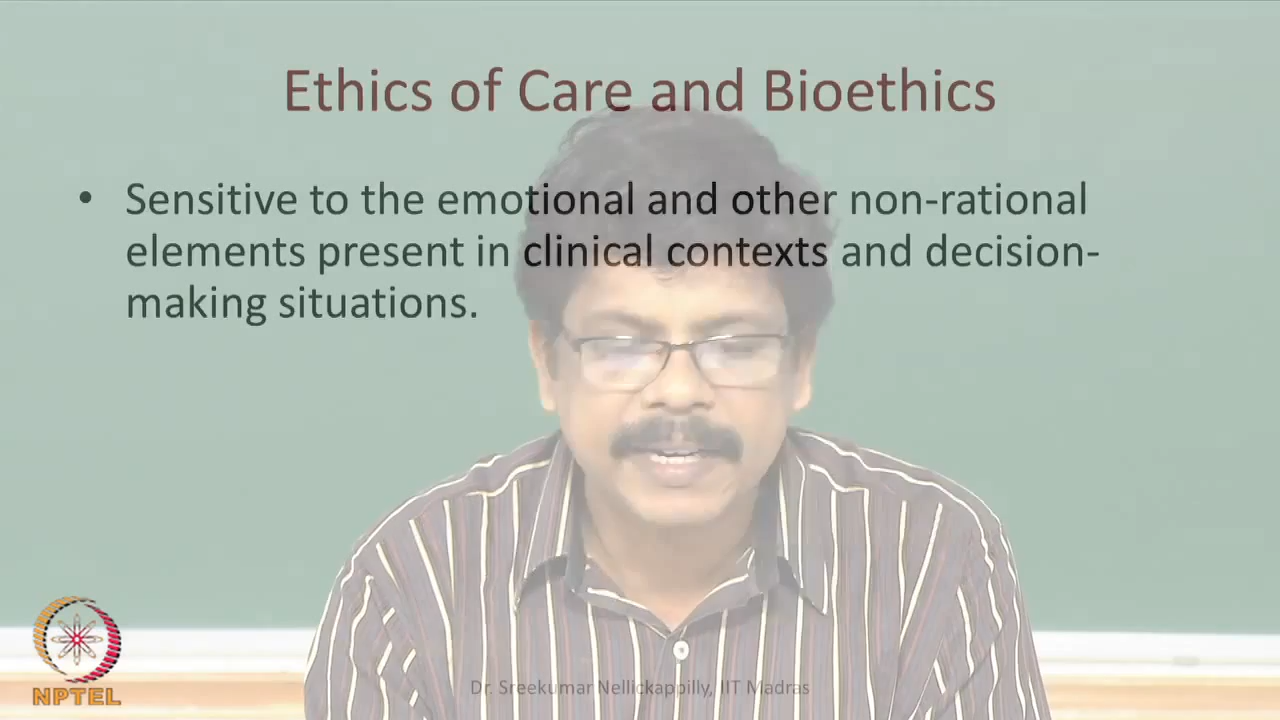 Ethics of Care and Bioethics
• Sensitive to the emotional and other non-rational
elements present in clinical contexts and decision-
making situations.
Dr. Sreekumar Nellickappilly, IIT Madras
NPTEL